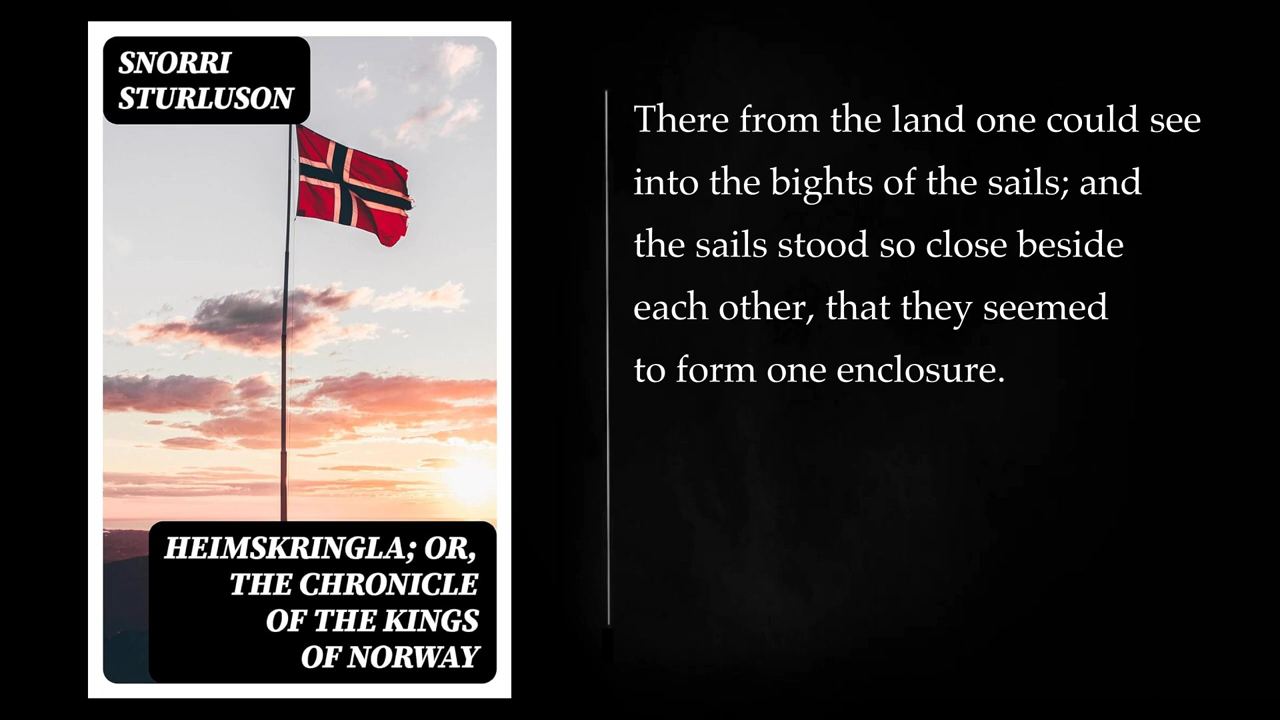 SNORRI
STURLUSON
HEIMSKRINGLA; OR,
THE CHRONICLE
OF THE KINGS
OF NORWAY
There from the land one could see
into the bights of the sails; and
the sails stood so close beside
each other, that they seemed
to form one enclosure.